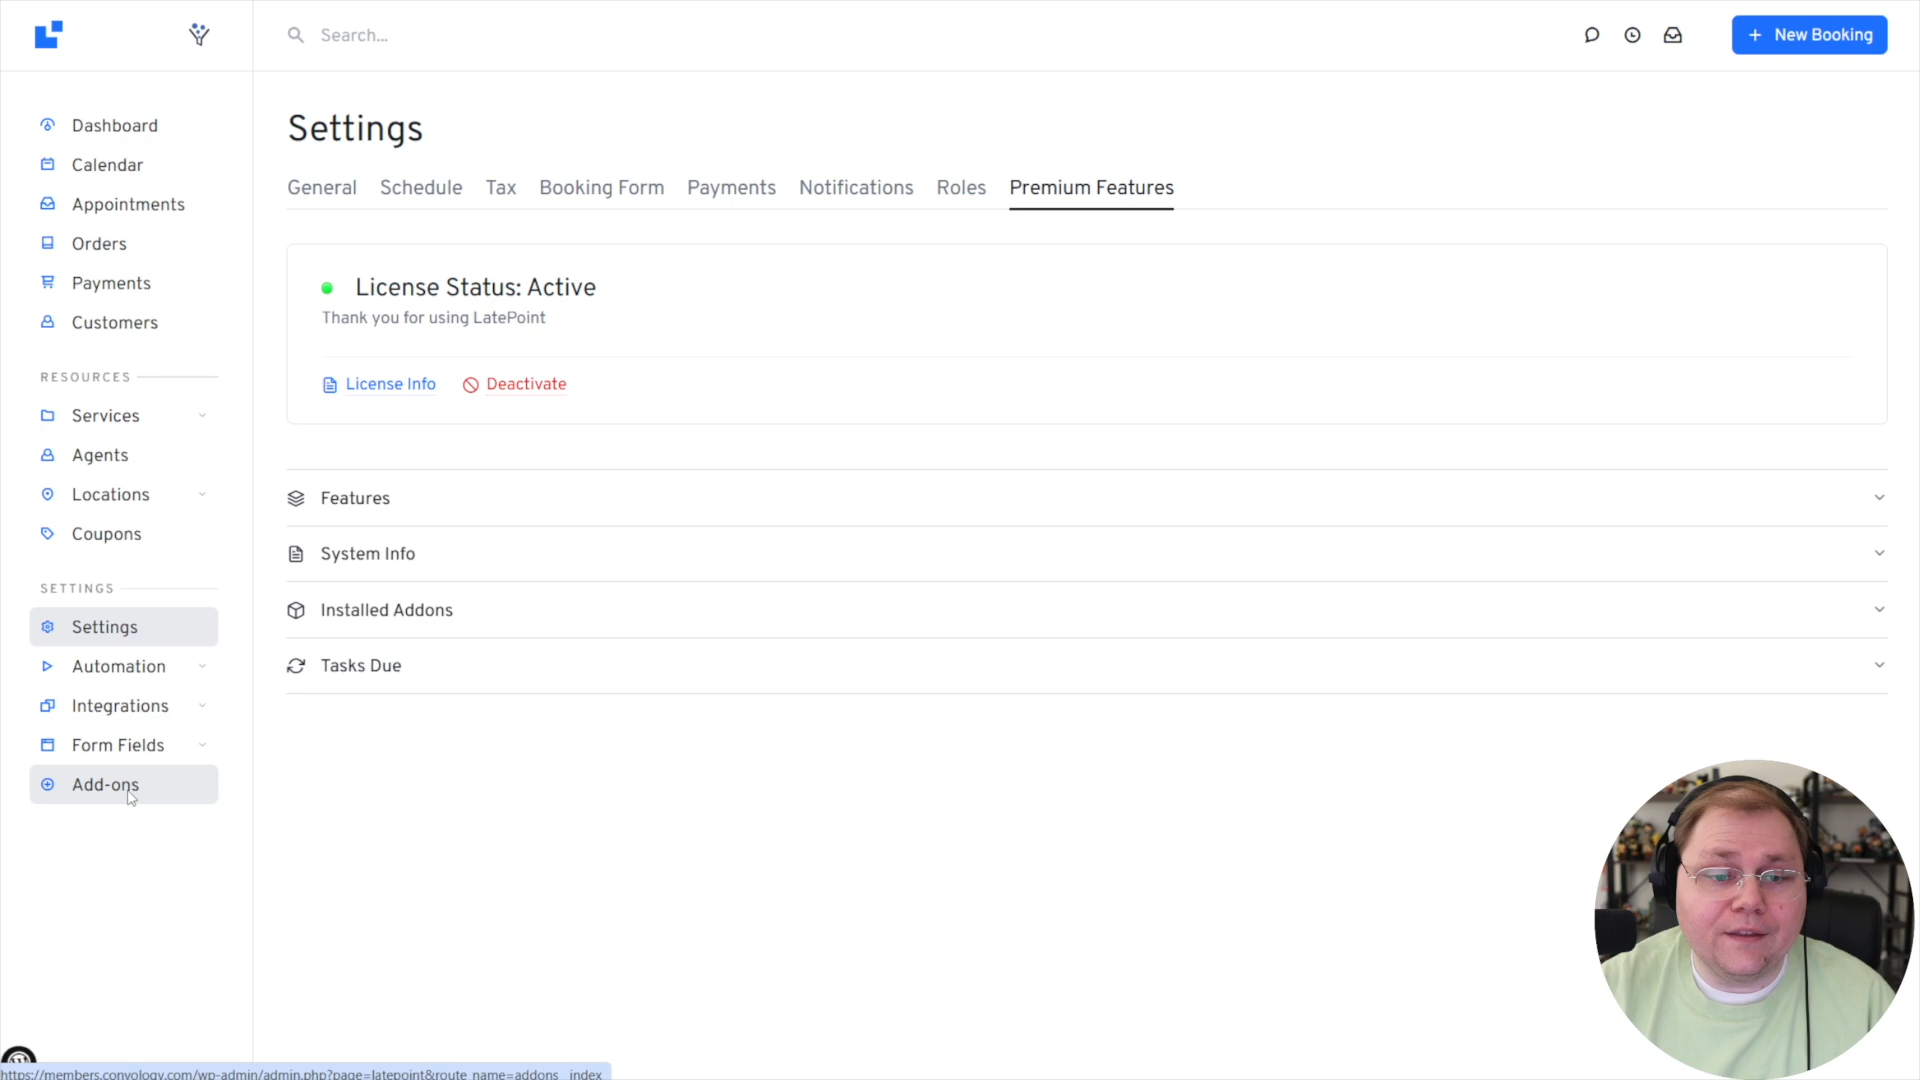 Search...
New Booking
Dashboard
Calendar
Appointments
Orders
Payments
Customers
RESOURCES
Services
Agents
Locations
Coupons
SETTINGS
Settings
Automation
Integrations
Form Fields
Add-ons
Settings
General Schedule Tax Booking Form Payments Notifications Roles Premium Features
License Status: Active
Thank you for using LatePoint
License Info Deactivate
Features
System Info
Installed Addons
Tasks Due
https://members.convology.com/wp-admin/admin.php?page=latepoint&route_name=addons__index